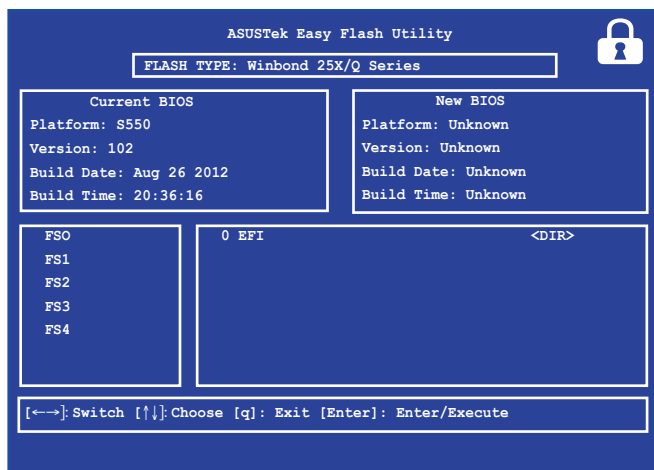 ASUSTek Easy Flash Utility
FLASH TYPE: Winbond 25X/Q Series
Current BIOS
Platform: S550
Version: 102
Build Date: Aug 26 2012
Build Time: 20:36:16
New BIOS
Platform: Unknown
Version: Unknown
Build Date: Unknown
Build Time: Unknown
FSO
FS1
FS2
FS3
FS4
0 EFI <DIR>
[←→]: Switch [↑↓]: Choose [q]: Exit [Enter]: Enter/Execute